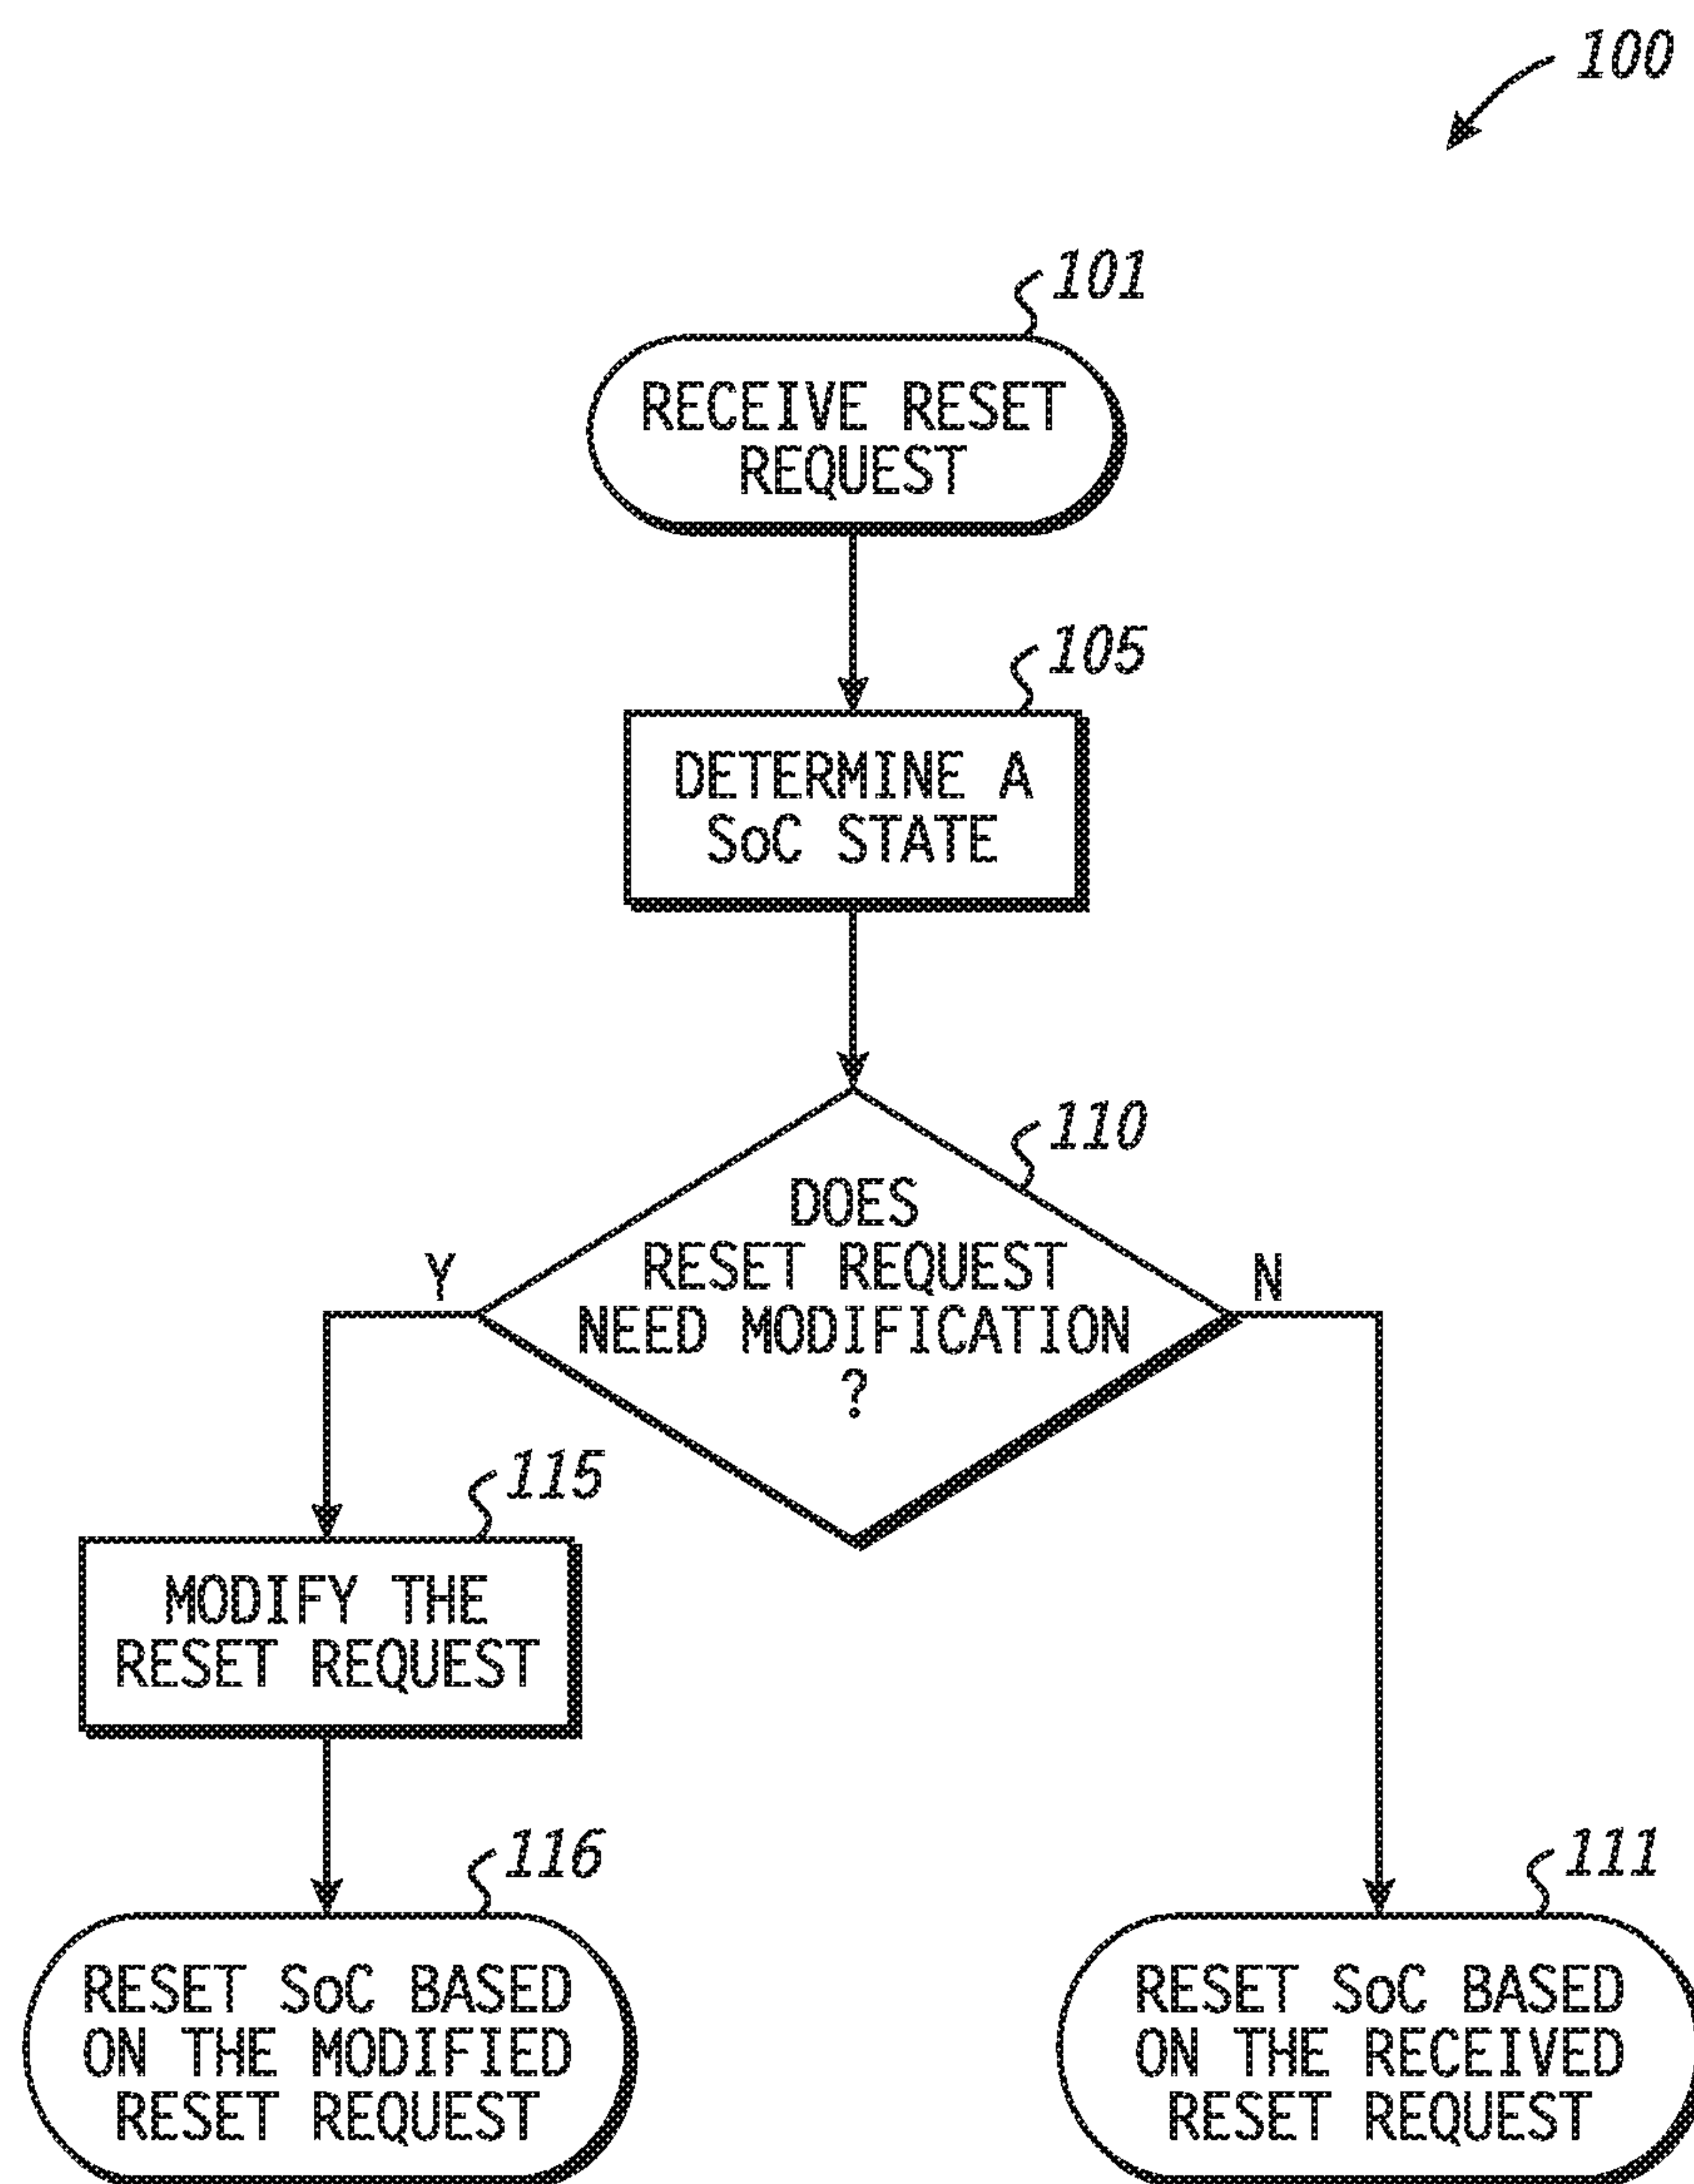 100
101
RECEIVE RESET
REQUEST
105
DETERMINE A
SoC STATE
110
DOES
RESET REQUEST
NEED MODIFICATION
?
Y
N
115
MODIFY THE
RESET REQUEST
116
RESET SoC BASED
ON THE MODIFIED
RESET REQUEST
111
RESET SoC BASED
ON THE RECEIVED
RESET REQUEST